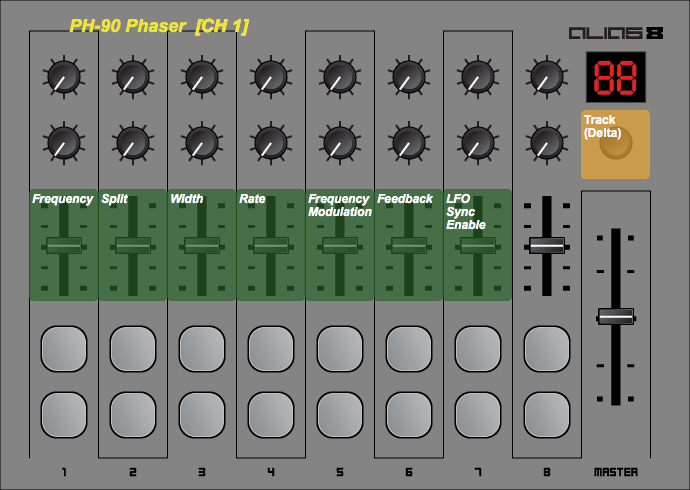 PH-90 Phaser [CH 1]
ALIAS 8
88
Track
(Delta)
Frequency
Split
Width
Rate
Frequency
Modulation
Feedback
LFO
Sync
Enable
1
2
3
4
5
6
7
8
MASTER